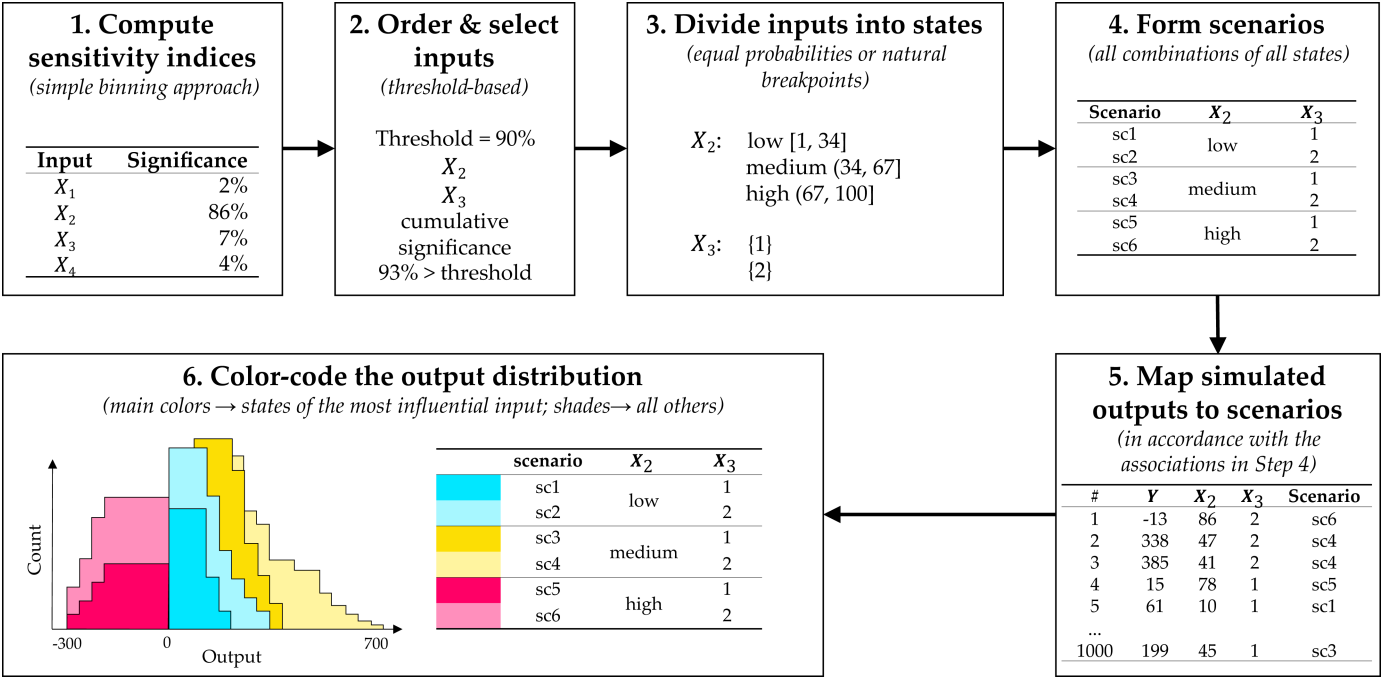 1. Compute
sensitivity indices
(simple binning approach)
Input Significance
X1 2%
X2 86%
X3 7%
X4 4%
2. Order & select
inputs
(threshold-based)
Threshold = 90%
X2
X3
cumulative
significance
93% > threshold
3. Divide inputs into states
(equal probabilities or natural
breakpoints)
X2: low [1, 34]
medium (34, 67]
high (67, 100]
X3: {1}
{2}
4. Form scenarios
(all combinations of all states)
Scenario X2 X3
sc1 low 1
sc2 2
sc3 medium 1
sc4 2
sc5 high 1
sc6 2
5. Map simulated
outputs to scenarios
(in accordance with the
associations in Step 4)
# Y X2 X3 Scenario
1 -13 86 2 sc6
2 338 47 2 sc4
3 385 41 2 sc4
4 15 78 1 sc5
5 61 10 1 sc1
...
1000 199 45 1 sc3
6. Color-code the output distribution
(main colors → states of the most influential input; shades→ all others)
Count
-300 0 700
Output
scenario X2 X3
sc1 low 1
sc2 2
sc3 medium 1
sc4 2
sc5 high 1
sc6 2